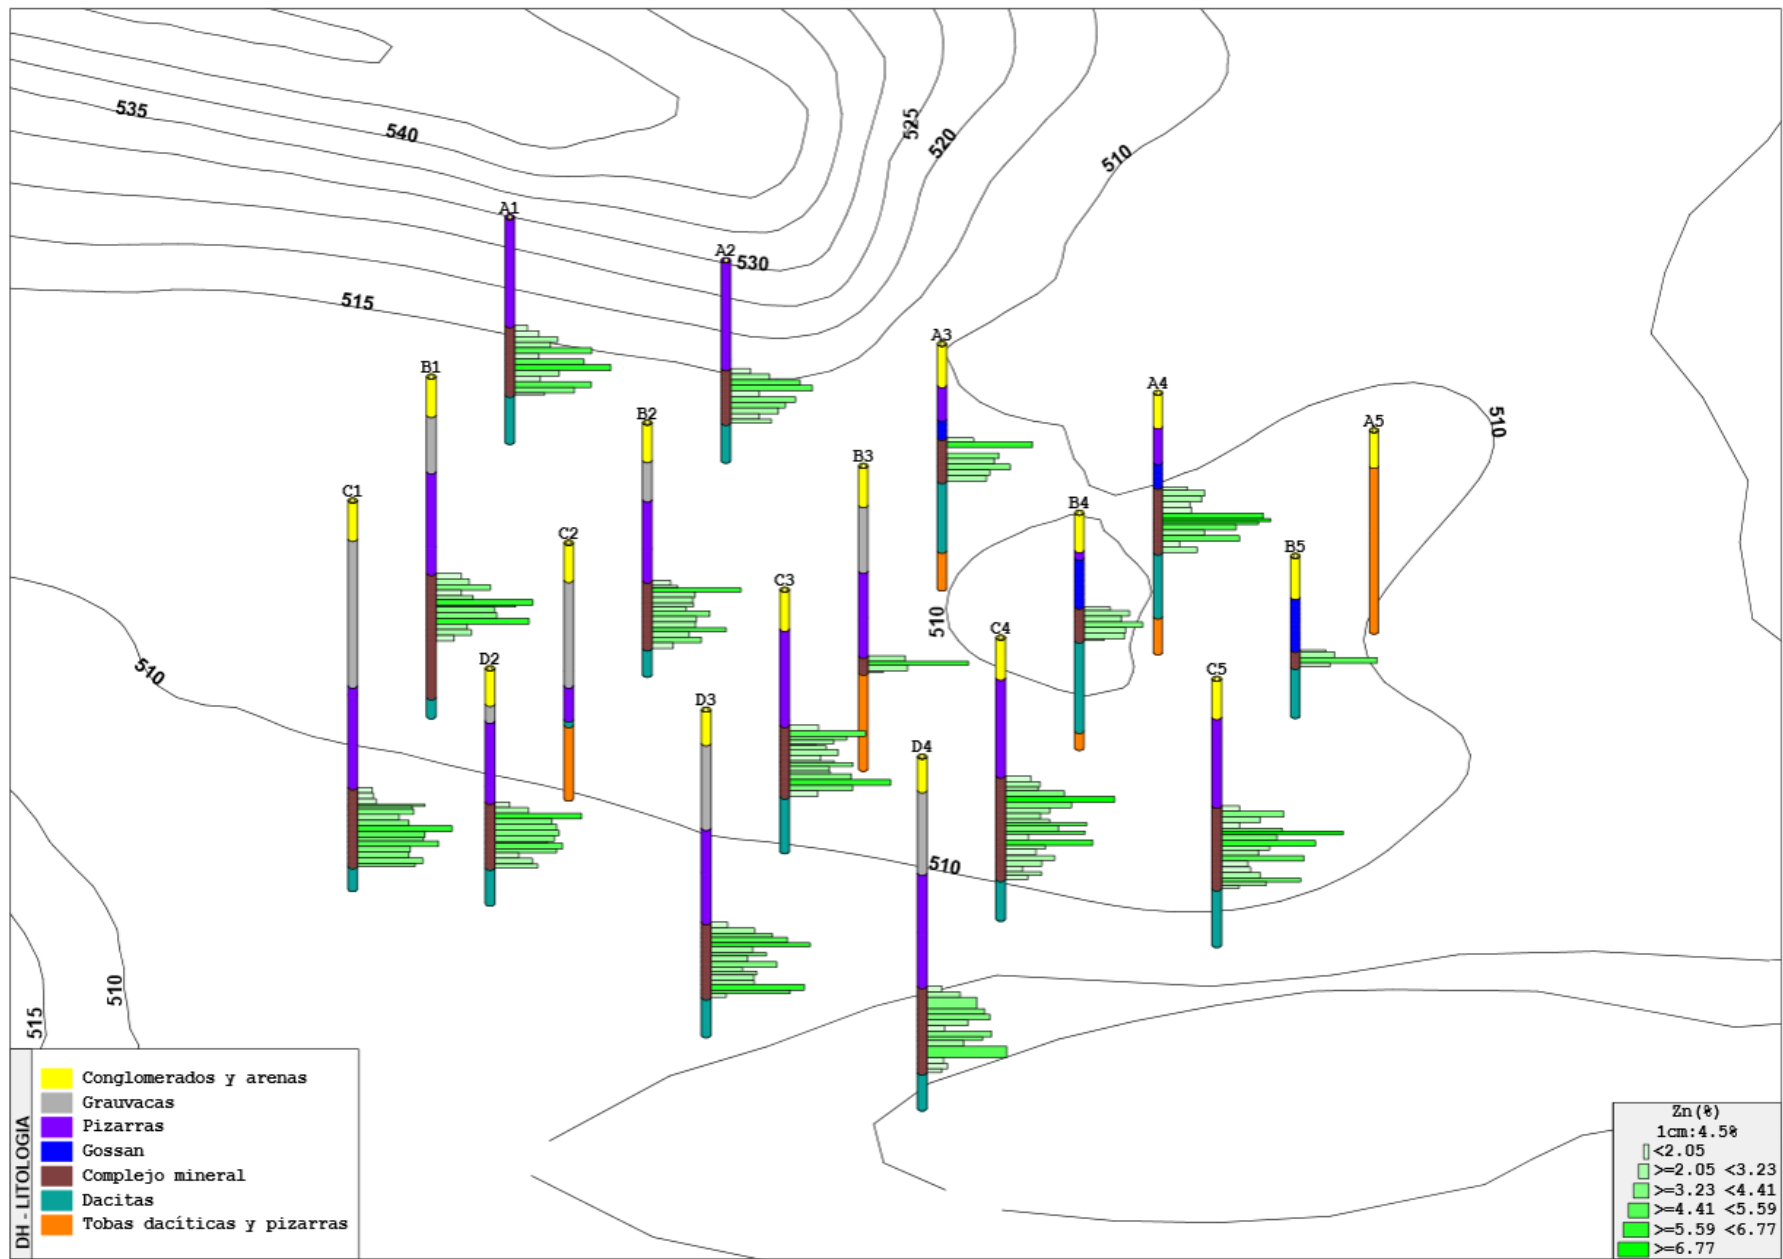 535
540
525
520
510
A1
A2
530
515
A3
B1
A4
B2
A5
510
B3
C1
B4
C2
B5
C3
510
C4
D2
510
C5
D3
D4
510
510
515
DH - LITOLOGIA
Conglomerados y arenas
Grauvacas
Pizarras
Gossan
Complejo mineral
Dacitas
Tobas dacíticas y pizarras
Zn(%)
1cm:4.5%
<2.05
>=2.05 <3.23
>=3.23 <4.41
>=4.41 <5.59
>=5.59 <6.77
>=6.77